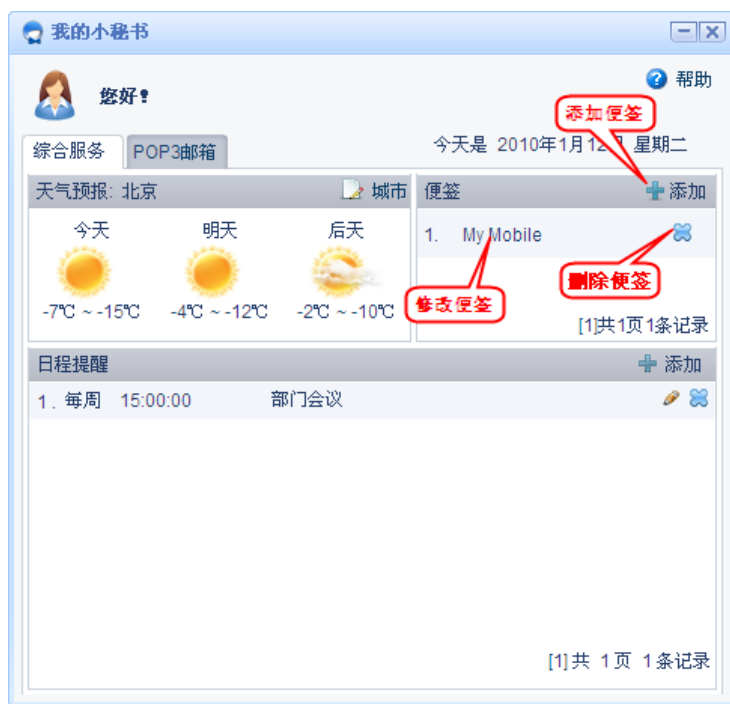 我的小秘书
您好！
帮助
添加便签
综合服务 POP3邮箱
今天是 2010年1月12日 星期二
天气预报: 北京 城市
便签 添加
今天 明天 后天
1. My Mobile
删除便签
修改便签
-7℃ ~ -15℃ -4℃ ~ -12℃ -2℃ ~ -10℃
[1]共1页1条记录
日程提醒 添加
1. 每周 15:00:00 部门会议
[1]共 1页 1条记录